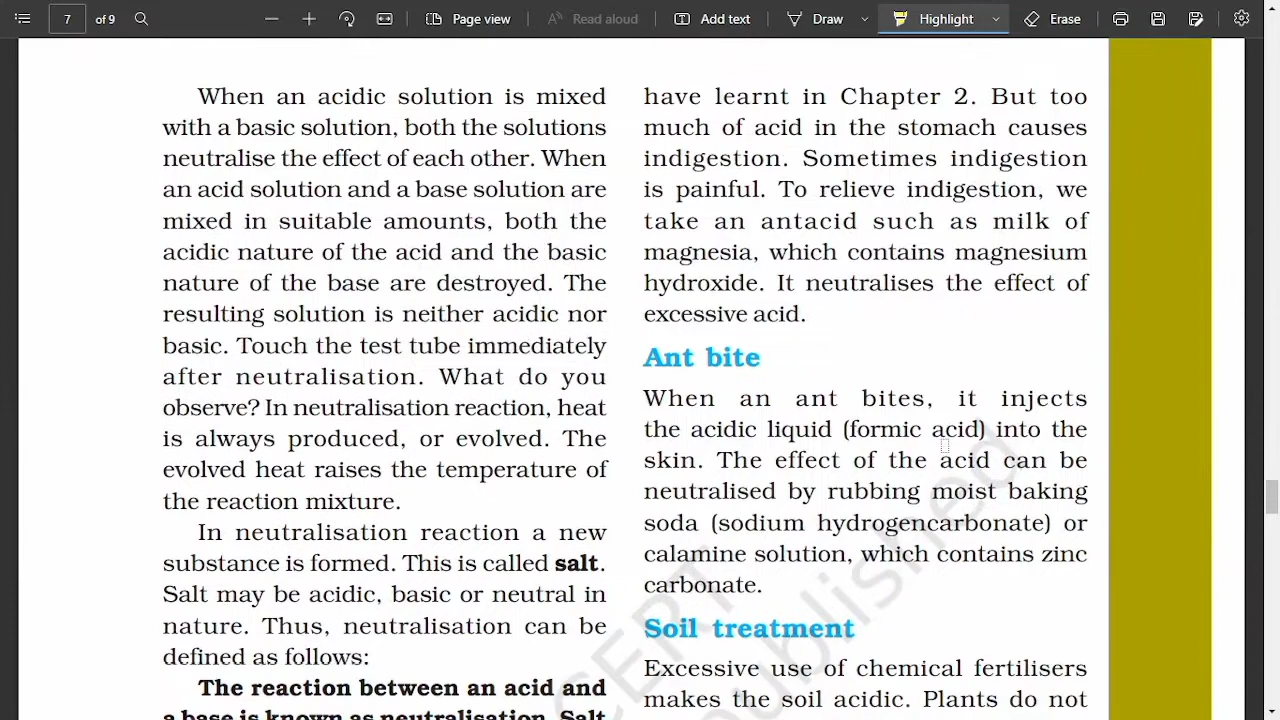 7 of 9
Page view
Read aloud
Add text
Draw
Highlight
Erase
When an acidic solution is mixed
with a basic solution, both the solutions
neutralise the effect of each other. When
an acid solution and a base solution are
mixed in suitable amounts, both the
acidic nature of the acid and the basic
nature of the base are destroyed. The
resulting solution is neither acidic nor
basic. Touch the test tube immediately
after neutralisation. What do you
observe? In neutralisation reaction, heat
is always produced, or evolved. The
evolved heat raises the temperature of
the reaction mixture.
In neutralisation reaction a new
substance is formed. This is called salt.
Salt may be acidic, basic or neutral in
nature. Thus, neutralisation can be
defined as follows:
The reaction between an acid and
a base is known as neutralisation. Salt
have learnt in Chapter 2. But too
much of acid in the stomach causes
indigestion. Sometimes indigestion
is painful. To relieve indigestion, we
take an antacid such as milk of
magnesia, which contains magnesium
hydroxide. It neutralises the effect of
excessive acid.
Ant bite
When an ant bites, it injects
the acidic liquid (formic acid) into the
skin. The effect of the acid can be
neutralised by rubbing moist baking
soda (sodium hydrogencarbonate) or
calamine solution, which contains zinc
carbonate.
Soil treatment
Excessive use of chemical fertilisers
makes the soil acidic. Plants do not